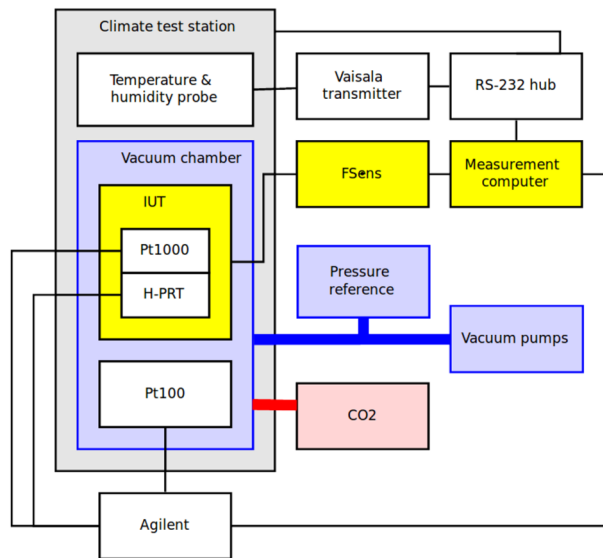 Climate test station
Temperature &
humidity probe
Vaisala
transmitter
RS-232 hub
Vacuum chamber
FSens
Measurement
computer
IUT
Pt1000
H-PRT
Pressure
reference
Vacuum pumps
Pt100
CO2
Agilent